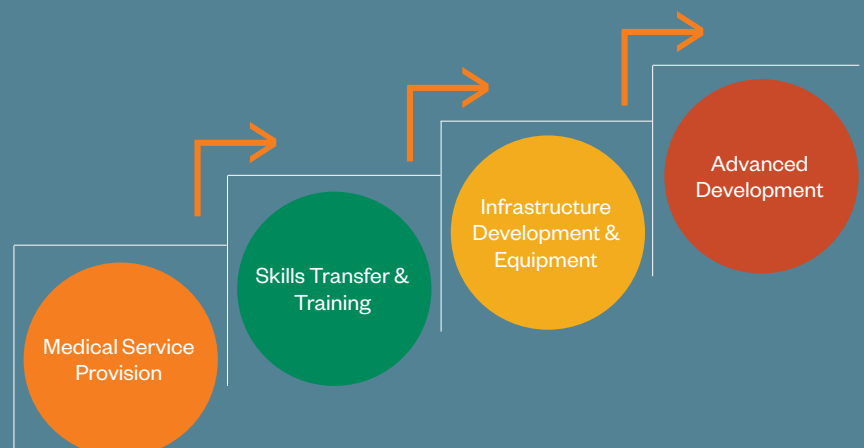 Medical Service
Provision
Skills Transfer &
Training
Infrastructure
Development &
Equipment
Advanced
Development